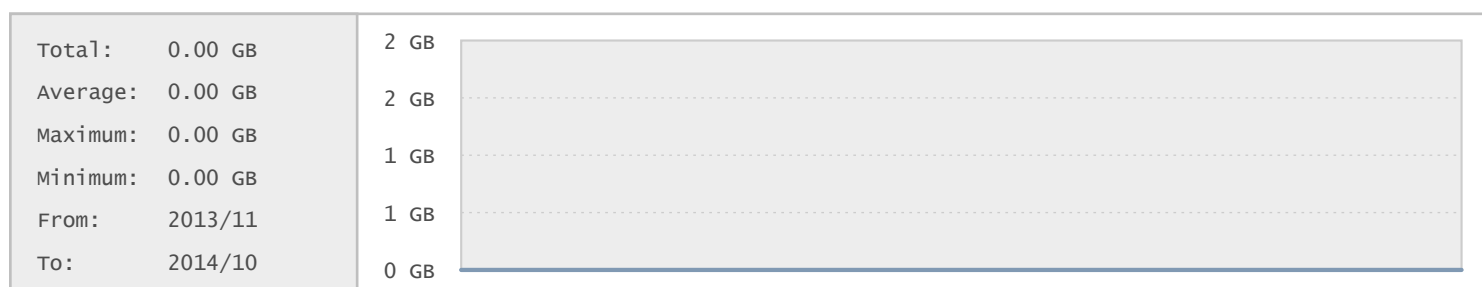 Total: 0.00 GB
Average: 0.00 GB
Maximum: 0.00 GB
Minimum: 0.00 GB
From: 2013/11
To: 2014/10
2 GB
2 GB
1 GB
1 GB
0 GB